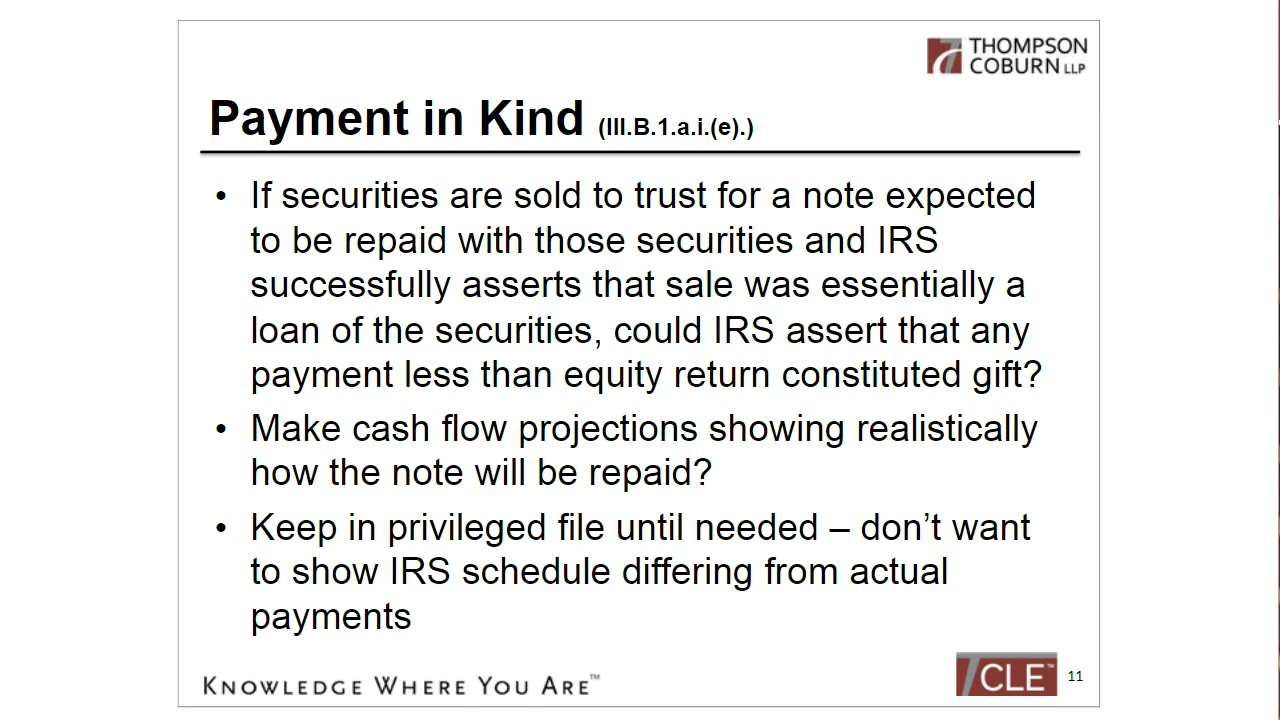 THOMPSON
COBURN LLP
Payment in Kind (III.B.1.a.i.(e).)
• If securities are sold to trust for a note expected
to be repaid with those securities and IRS
successfully asserts that sale was essentially a
loan of the securities, could IRS assert that any
payment less than equity return constituted gift?
• Make cash flow projections showing realistically
how the note will be repaid?
• Keep in privileged file until needed – don’t want
to show IRS schedule differing from actual
payments
KNOWLEDGE WHERE YOU ARE™
CLE™
11